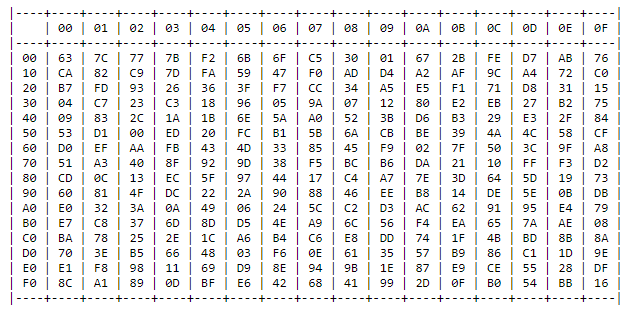 |----+----+----+----+----+----+----+----+----+----+----+----+----+----+----+----+----|
|    | 00 | 01 | 02 | 03 | 04 | 05 | 06 | 07 | 08 | 09 | 0A | 0B | 0C | 0D | 0E | 0F |
|----+----+----+----+----+----+----+----+----+----+----+----+----+----+----+----+----|
| 00 | 63 | 7C | 77 | 7B | F2 | 6B | 6F | C5 | 30 | 01 | 67 | 2B | FE | D7 | AB | 76 |
| 10 | CA | 82 | C9 | 7D | FA | 59 | 47 | F0 | AD | D4 | A2 | AF | 9C | A4 | 72 | C0 |
| 20 | B7 | FD | 93 | 26 | 36 | 3F | F7 | CC | 34 | A5 | E5 | F1 | 71 | D8 | 31 | 15 |
| 30 | 04 | C7 | 23 | C3 | 18 | 96 | 05 | 9A | 07 | 12 | 80 | E2 | EB | 27 | B2 | 75 |
| 40 | 09 | 83 | 2C | 1A | 1B | 6E | 5A | A0 | 52 | 3B | D6 | B3 | 29 | E3 | 2F | 84 |
| 50 | 53 | D1 | 00 | ED | 20 | FC | B1 | 5B | 6A | CB | BE | 39 | 4A | 4C | 58 | CF |
| 60 | D0 | EF | AA | FB | 43 | 4D | 33 | 85 | 45 | F9 | 02 | 7F | 50 | 3C | 9F | A8 |
| 70 | 51 | A3 | 40 | 8F | 92 | 9D | 38 | F5 | BC | B6 | DA | 21 | 10 | FF | F3 | D2 |
| 80 | CD | 0C | 13 | EC | 5F | 97 | 44 | 17 | C4 | A7 | 7E | 3D | 64 | 5D | 19 | 73 |
| 90 | 60 | 81 | 4F | DC | 22 | 2A | 90 | 88 | 46 | EE | B8 | 14 | DE | 5E | 0B | DB |
| A0 | E0 | 32 | 3A | 0A | 49 | 06 | 24 | 5C | C2 | D3 | AC | 62 | 91 | 95 | E4 | 79 |
| B0 | E7 | C8 | 37 | 6D | 8D | D5 | 4E | A9 | 6C | 56 | F4 | EA | 65 | 7A | AE | 08 |
| C0 | BA | 78 | 25 | 2E | 1C | A6 | B4 | C6 | E8 | DD | 74 | 1F | 4B | BD | 8B | 8A |
| D0 | 70 | 3E | B5 | 66 | 48 | 03 | F6 | 0E | 61 | 35 | 57 | B9 | 86 | C1 | 1D | 9E |
| E0 | E1 | F8 | 98 | 11 | 69 | D9 | 8E | 94 | 9B | 1E | 87 | E9 | CE | 55 | 28 | DF |
| F0 | 8C | A1 | 89 | 0D | BF | E6 | 42 | 68 | 41 | 99 | 2D | 0F | B0 | 54 | BB | 16 |
|----+----+----+----+----+----+----+----+----+----+----+----+----+----+----+----+----|